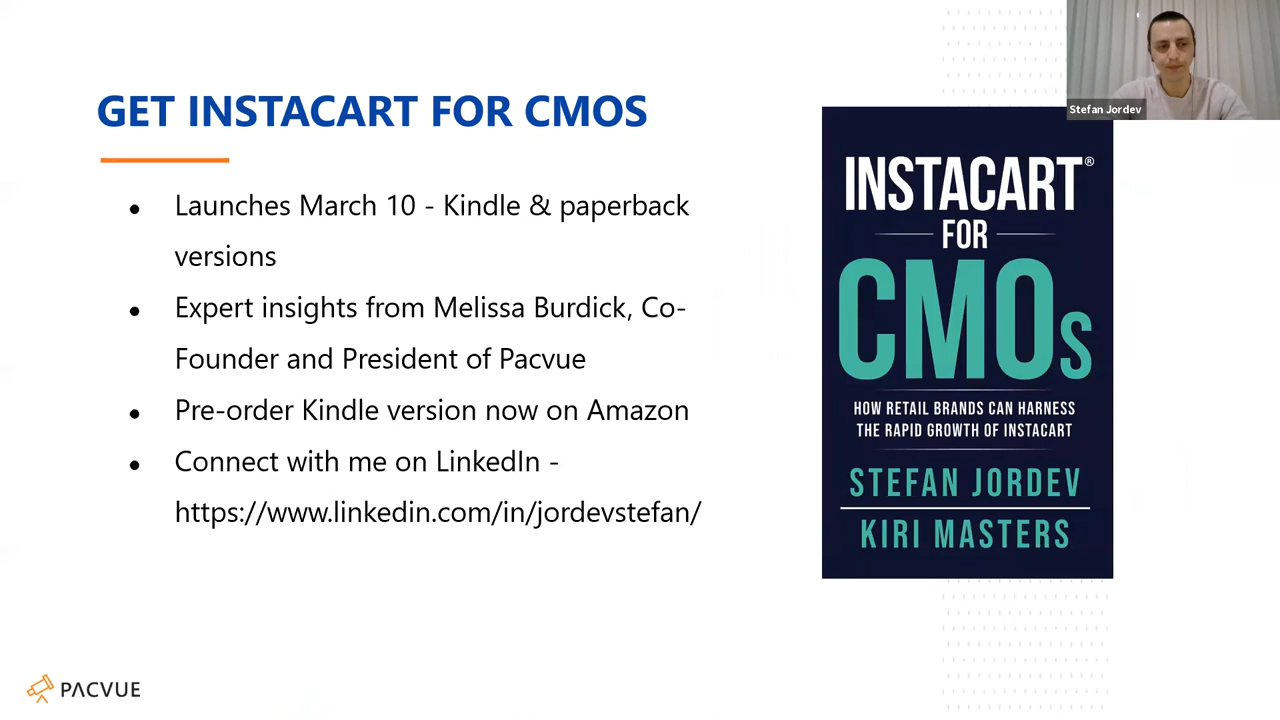 GET INSTACART FOR CMOS
Launches March 10 - Kindle & paperback
versions
Expert insights from Melissa Burdick, Co-
Founder and President of Pacvue
Pre-order Kindle version now on Amazon
Connect with me on LinkedIn -
https://www.linkedin.com/in/jordevstefan/
Stefan Jordev
INSTACART®
FOR
CMOs
HOW RETAIL BRANDS CAN HARNESS
THE RAPID GROWTH OF INSTACART
STEFAN JORDEV
KIRI MASTERS
PACVUE